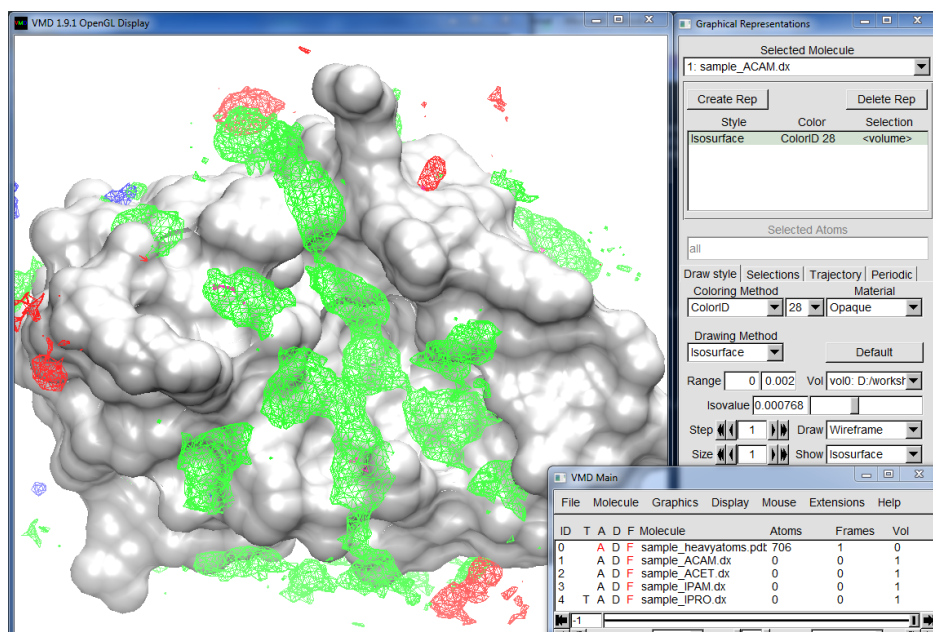 VMD 1.9.1 OpenGL Display
Graphical Representations
Selected Molecule
1: sample_ACAM.dx
Create Rep Delete Rep
Style Color Selection
Isosurface ColorID 28 <volume>
Selected Atoms
all
Draw style Selections Trajectory Periodic
Coloring Method Material
ColorID 28 Opaque
Drawing Method
Isosurface Default
Range 0 0.002 Vol vol0: D:/worksh
Isovalue 0.000768
Step 1 Draw Wireframe
Size 1 Show Isosurface
VMD Main
File Molecule Graphics Display Mouse Extensions Help
ID T A D F Molecule Atoms Frames Vol
0 A D F sample_heavyatoms.pdb 706 1 0
1 A D F sample_ACAM.dx 0 0 1
2 A D F sample_ACET.dx 0 0 1
3 A D F sample_IPAM.dx 0 0 1
4 T A D F sample_IPRO.dx 0 0 1
-1